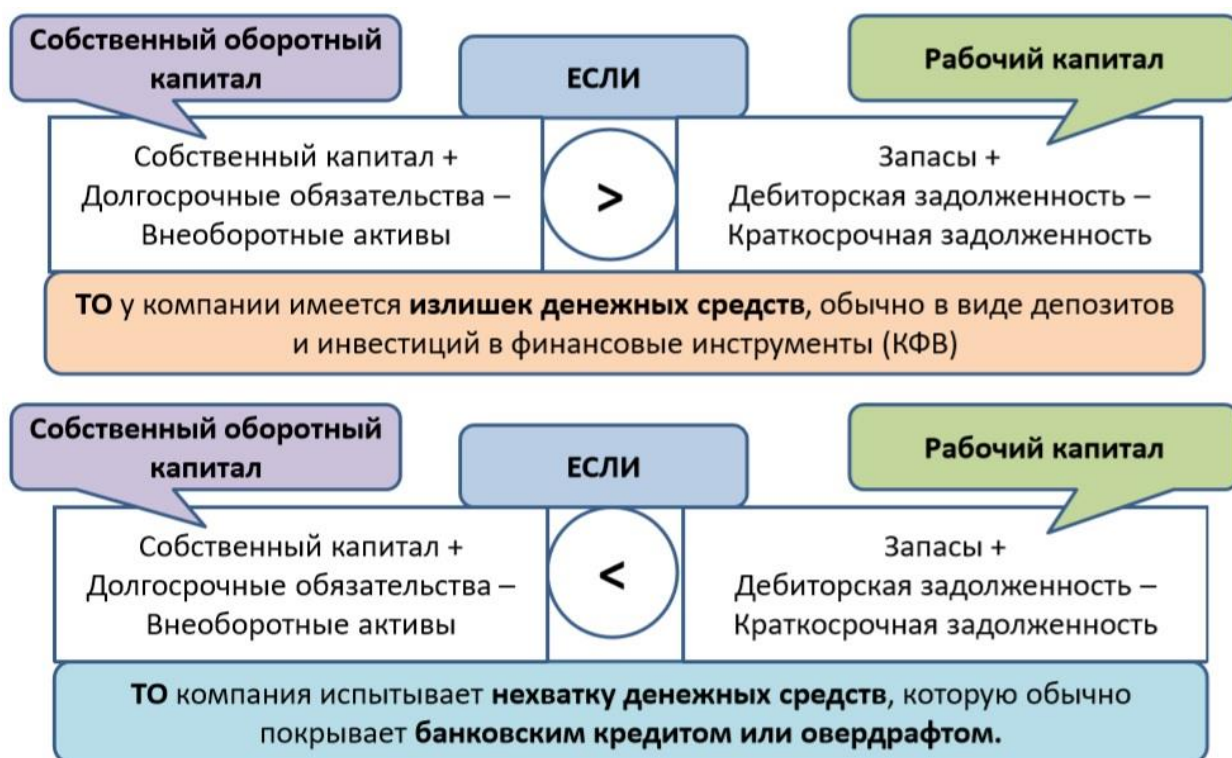 Собственный оборотный
капитал
ЕСЛИ
Рабочий капитал
Собственный капитал +
Долгосрочные обязательства –
Внеоборотные активы
>
Запасы +
Дебиторская задолженность –
Краткосрочная задолженность
ТО у компании имеется излишек денежных средств, обычно в виде депозитов
и инвестиций в финансовые инструменты (КФВ)
Собственный оборотный
капитал
ЕСЛИ
Рабочий капитал
Собственный капитал +
Долгосрочные обязательства –
Внеоборотные активы
<
Запасы +
Дебиторская задолженность –
Краткосрочная задолженность
ТО компания испытывает нехватку денежных средств, которую обычно
покрывает банковским кредитом или овердрафтом.